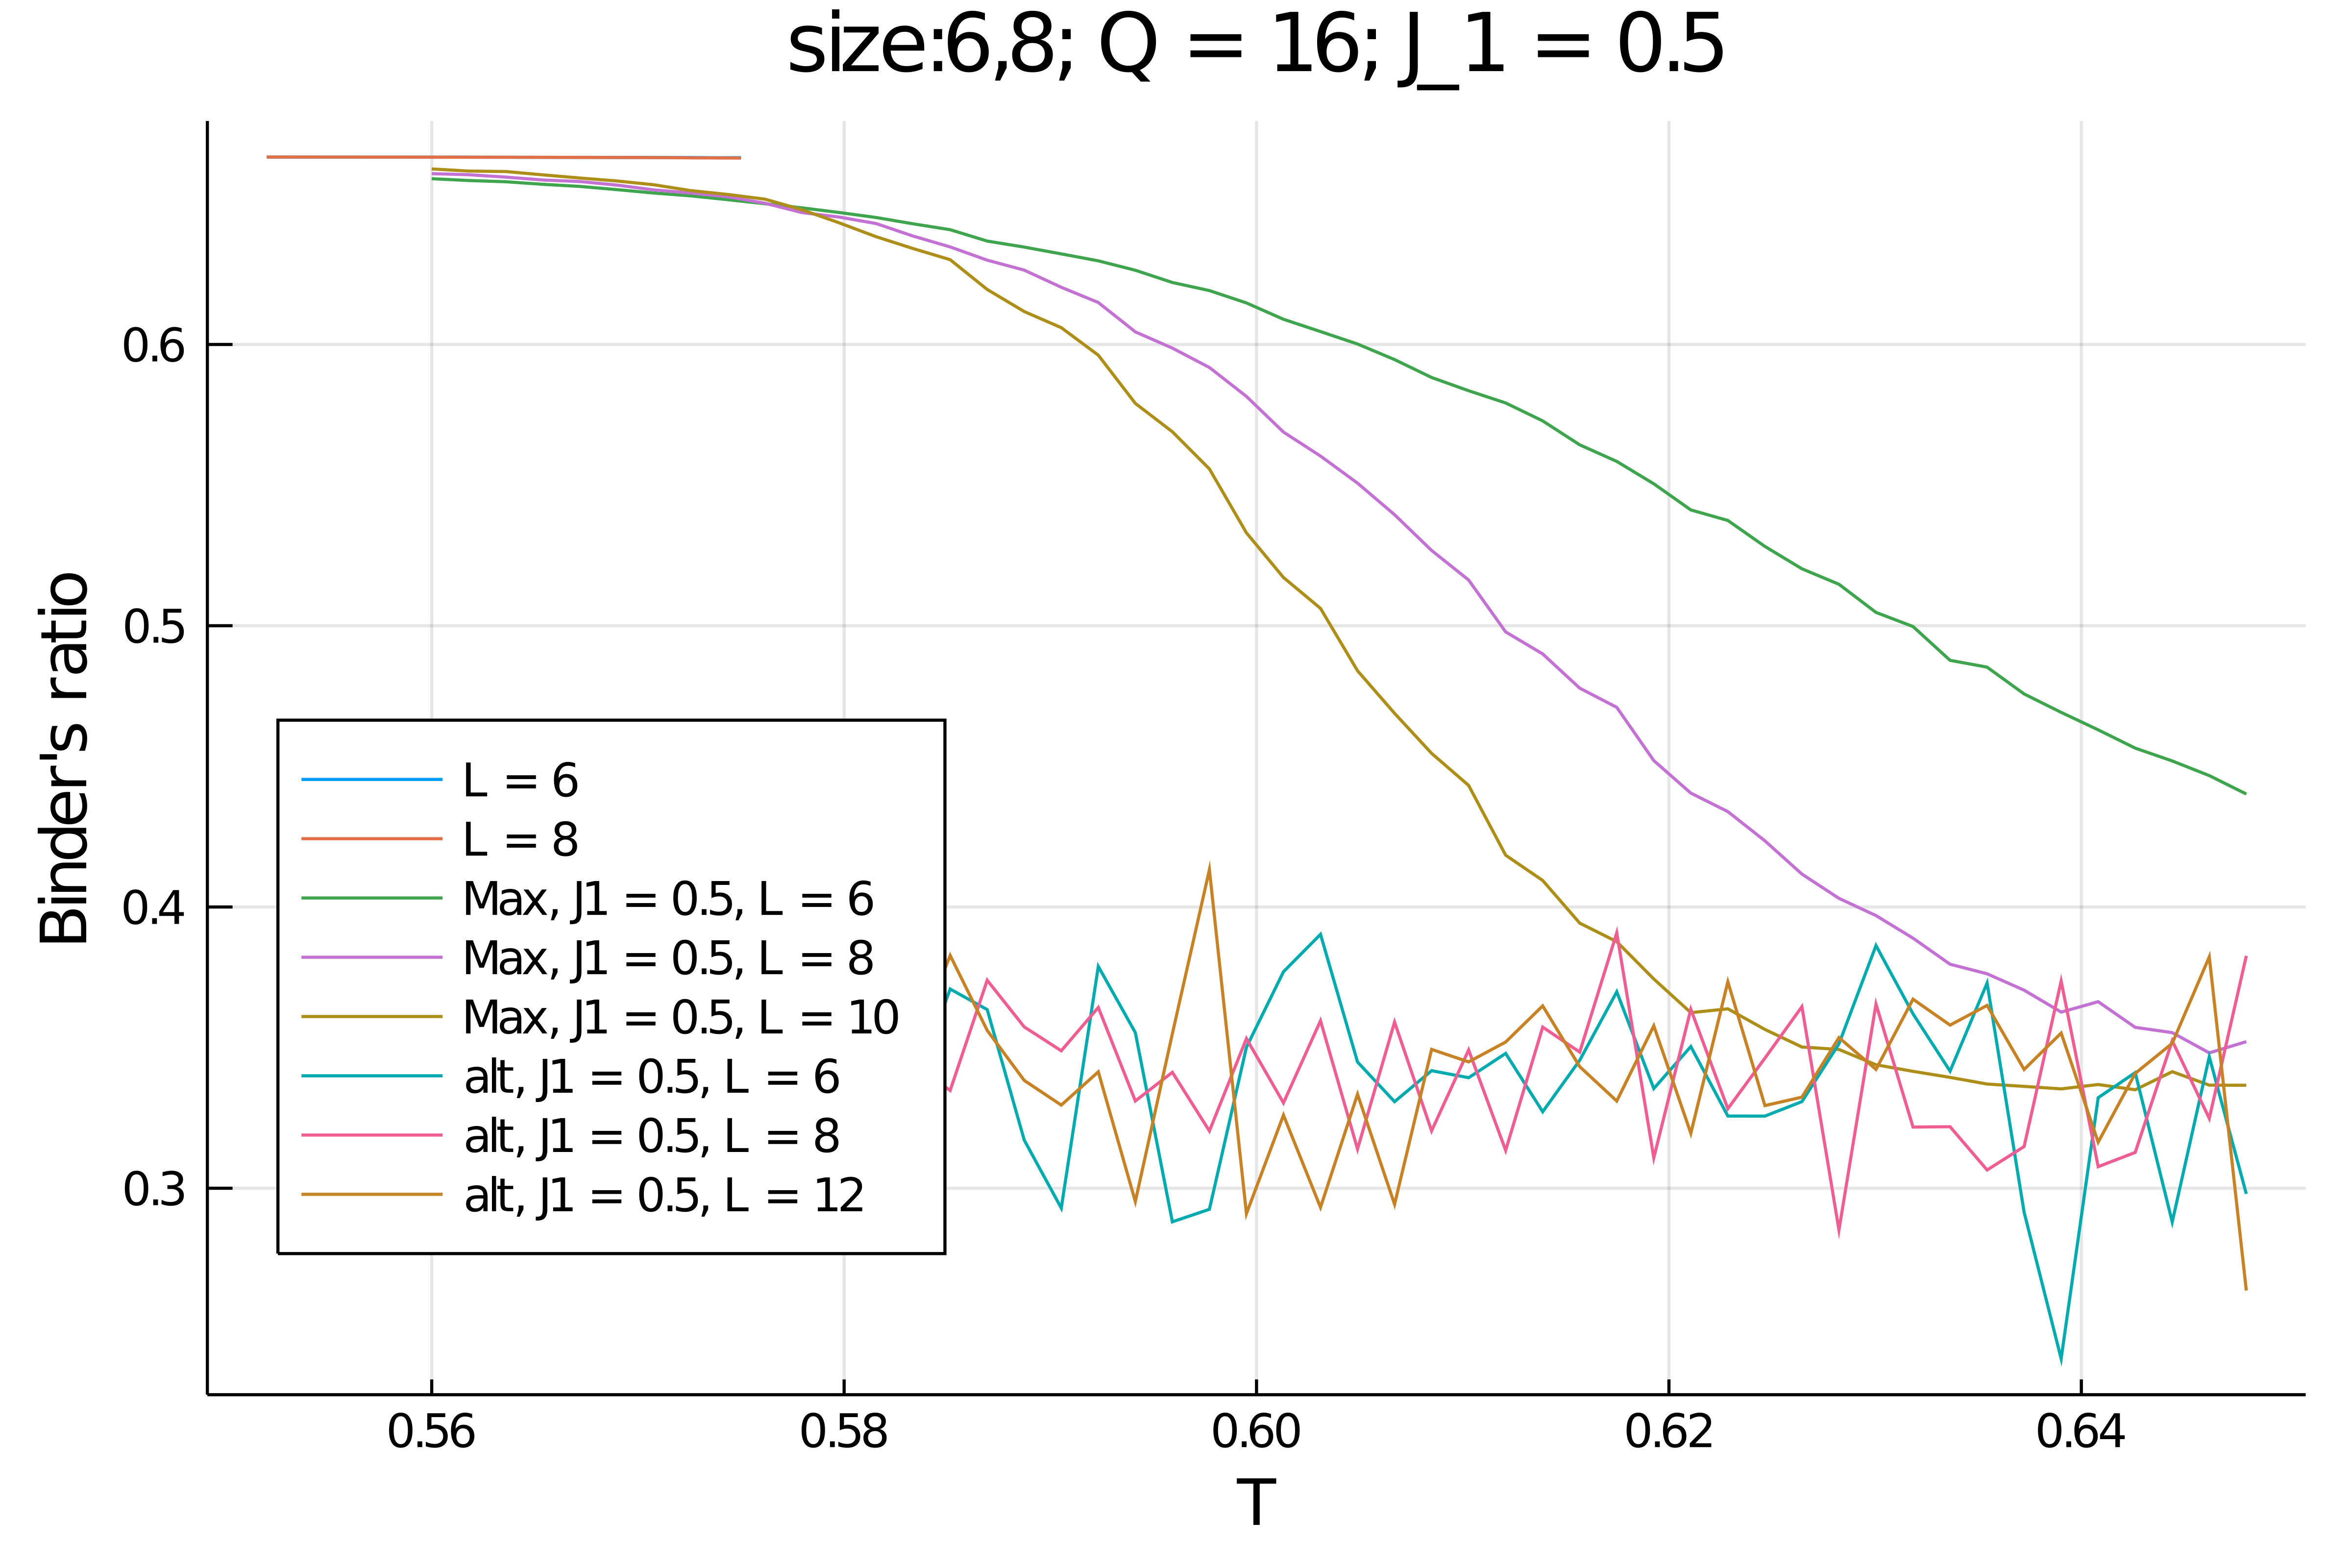 size:6,8; Q = 16; J_1 = 0.5
Binder's ratio
0.6
0.5
0.4
0.3
L = 6
L = 8
Max, J1 = 0.5, L = 6
Max, J1 = 0.5, L = 8
Max, J1 = 0.5, L = 10
alt, J1 = 0.5, L = 6
alt, J1 = 0.5, L = 8
alt, J1 = 0.5, L = 12
0.56 0.58 0.60 0.62 0.64
T